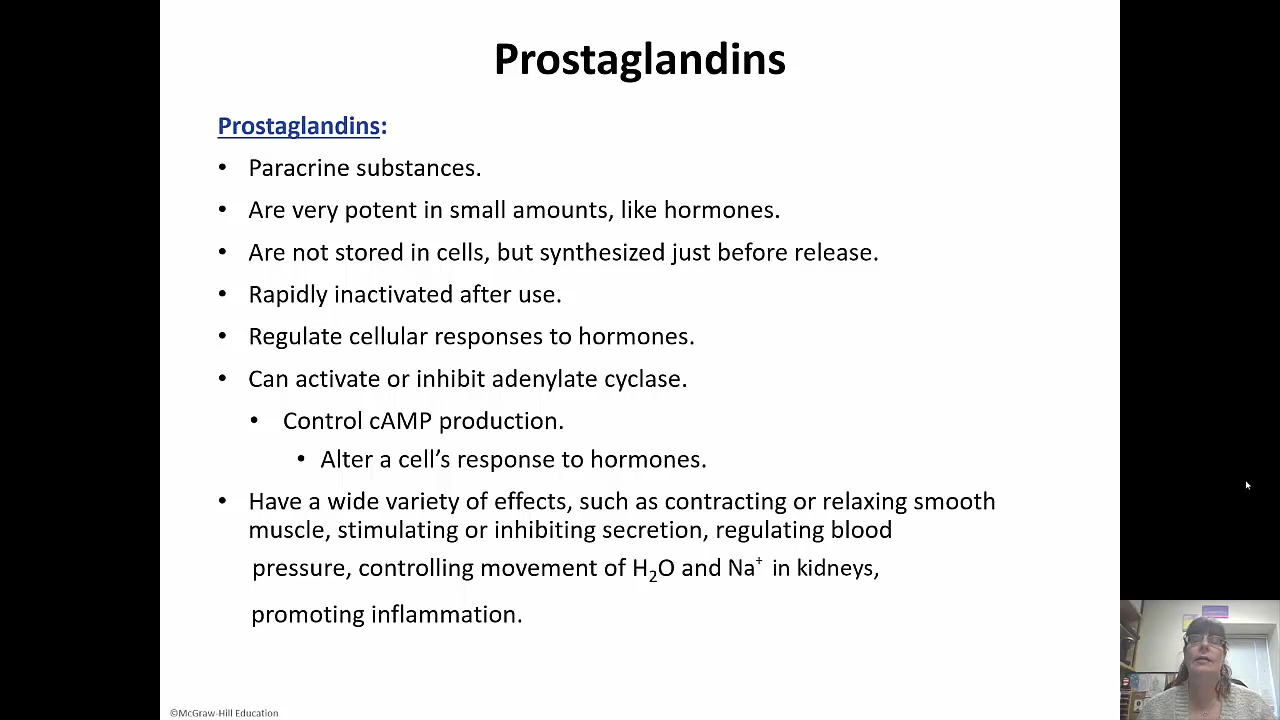 Prostaglandins
Prostaglandins:
• Paracrine substances.
• Are very potent in small amounts, like hormones.
• Are not stored in cells, but synthesized just before release.
• Rapidly inactivated after use.
• Regulate cellular responses to hormones.
• Can activate or inhibit adenylate cyclase.
• Control cAMP production.
• Alter a cell’s response to hormones.
• Have a wide variety of effects, such as contracting or relaxing smooth
muscle, stimulating or inhibiting secretion, regulating blood
pressure, controlling movement of H₂O and Na⁺ in kidneys,
promoting inflammation.
©McGraw-Hill Education